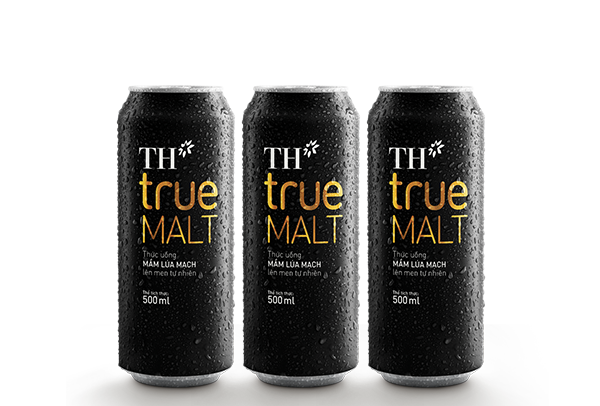 TH
true
MALT
Thức uống
MẦM LÚA MẠCH
lên men tự nhiên
Thể tích thực:
500ml
TH
true
MALT
Thức uống
MẦM LÚA MẠCH
lên men tự nhiên
Thể tích thực:
500ml
TH
true
MALT
Thức uống
MẦM LÚA MẠCH
lên men tự nhiên
Thể tích thực:
500ml